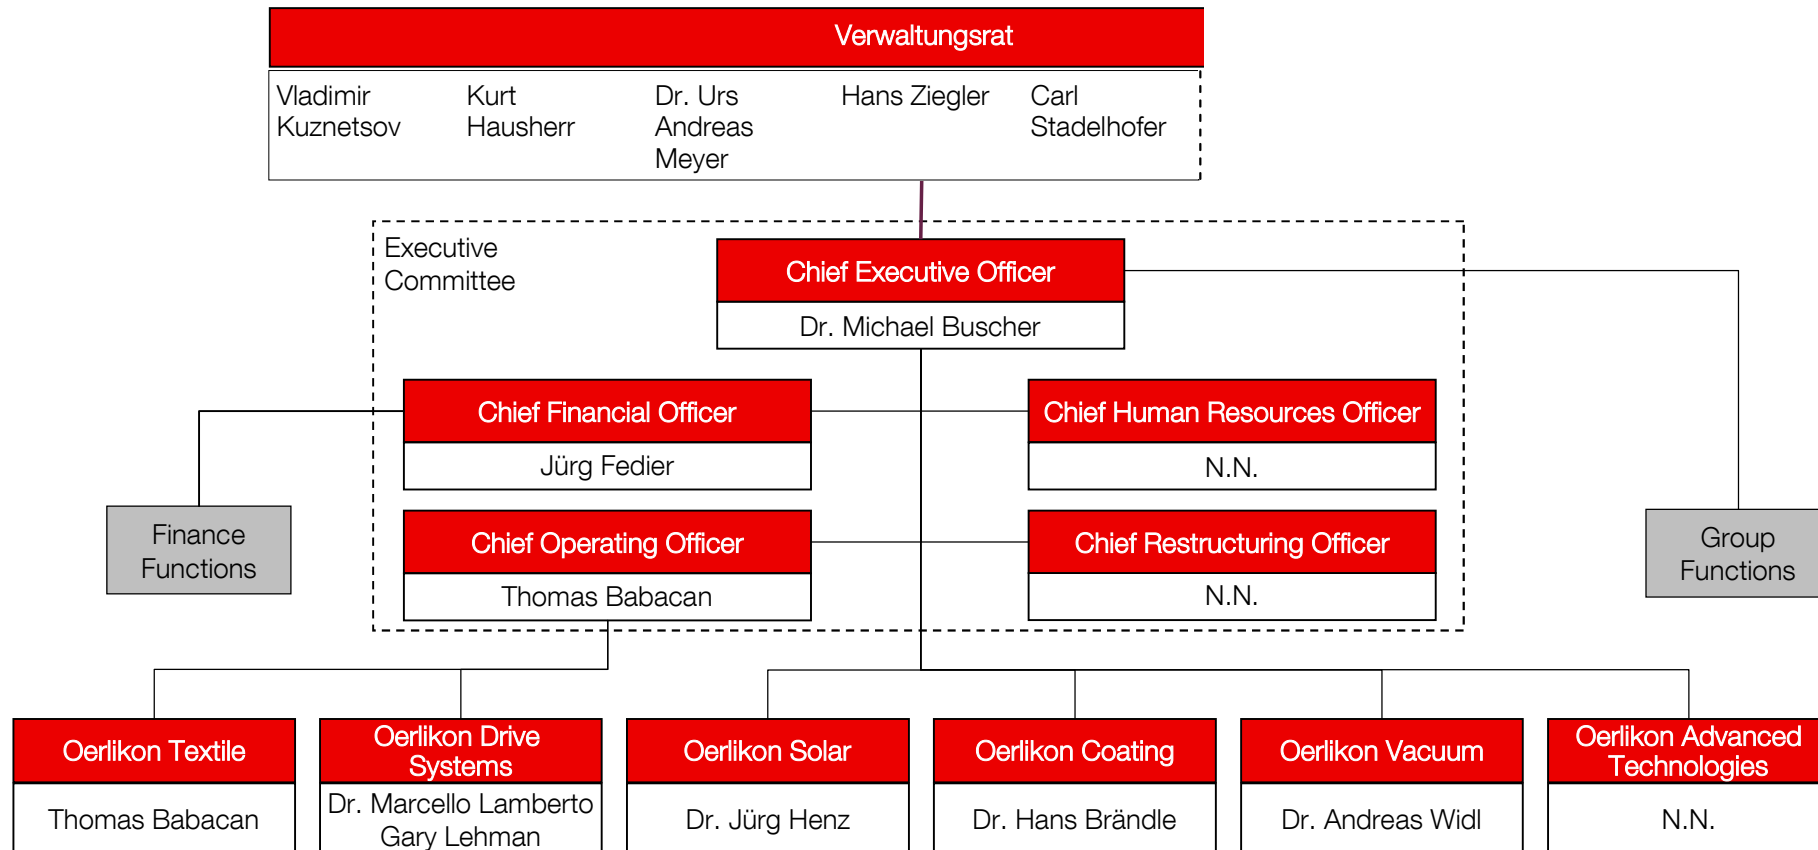 Verwaltungsrat
Vladimir
Kuznetsov
Kurt
Hausherr
Dr. Urs
Andreas
Meyer
Hans Ziegler
Carl
Stadelhofer
Executive
Committee
Chief Executive Officer
Dr. Michael Buscher
Chief Financial Officer
Jürg Fedier
Chief Human Resources Officer
N.N.
Finance
Functions
Chief Operating Officer
Thomas Babacan
Chief Restructuring Officer
N.N.
Group
Functions
Oerlikon Textile
Thomas Babacan
Oerlikon Drive
Systems
Dr. Marcello Lamberto
Gary Lehman
Oerlikon Solar
Dr. Jürg Henz
Oerlikon Coating
Dr. Hans Brändle
Oerlikon Vacuum
Dr. Andreas Widl
Oerlikon Advanced
Technologies
N.N.